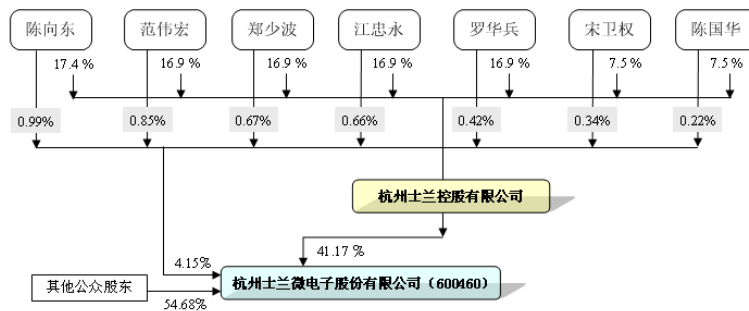 陈向东 范伟宏 郑少波 江忠永 罗华兵 宋卫权 陈国华
17.4 % 16.9 % 16.9 % 16.9 % 16.9 % 7.5 % 7.5 %
0.99% 0.85% 0.67% 0.66% 0.42% 0.34% 0.22%
杭州士兰控股有限公司
41.17 %
4.15%
其他公众股东
杭州士兰微电子股份有限公司（600460）
54.68%